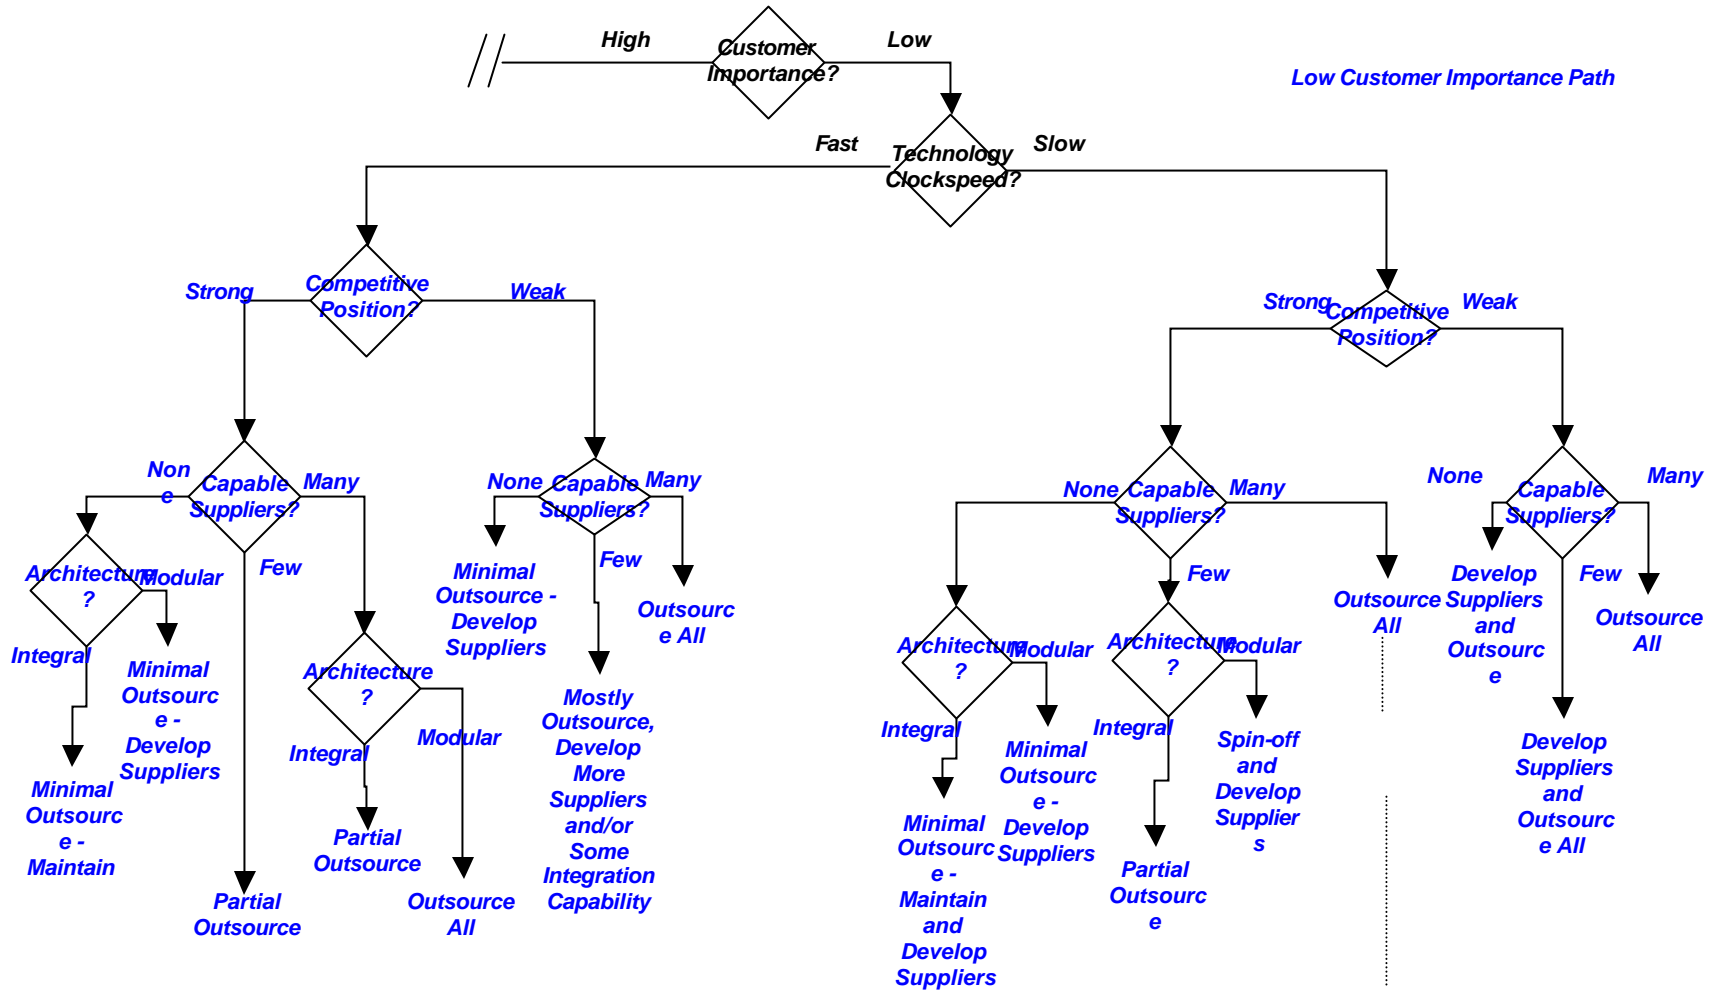 High
Customer
Importance?
Low
Low Customer Importance Path
Fast
Technology
Clockspeed?
Slow
Strong
Competitive
Position?
Weak
Strong
Competitive
Position?
Weak
Non
e
Capable
Suppliers?
Many
Few
None
Capable
Suppliers?
Many
Few
None
Capable
Suppliers?
Many
Few
None
Capable
Suppliers?
Many
Few
Architecture
?
Modular
Integral
Minimal
Outsourc
e -
Maintain
Minimal
Outsourc
e -
Develop
Suppliers
Partial
Outsource
Architecture
?
Integral
Modular
Partial
Outsource
Outsource
All
Minimal
Outsource -
Develop
Suppliers
Mostly
Outsource,
Develop
More
Suppliers
and/or
Some
Integration
Capability
Outsourc
e All
Architecture
?
Modular
Integral
Minimal
Outsourc
e -
Maintain
and
Develop
Suppliers
Minimal
Outsourc
e -
Develop
Suppliers
Architecture
?
Modular
Integral
Partial
Outsourc
e
Spin-off
and
Develop
Supplier
s
Outsource
All
Develop
Suppliers
and
Outsourc
e
Develop
Suppliers
and
Outsourc
e All
Outsource
All